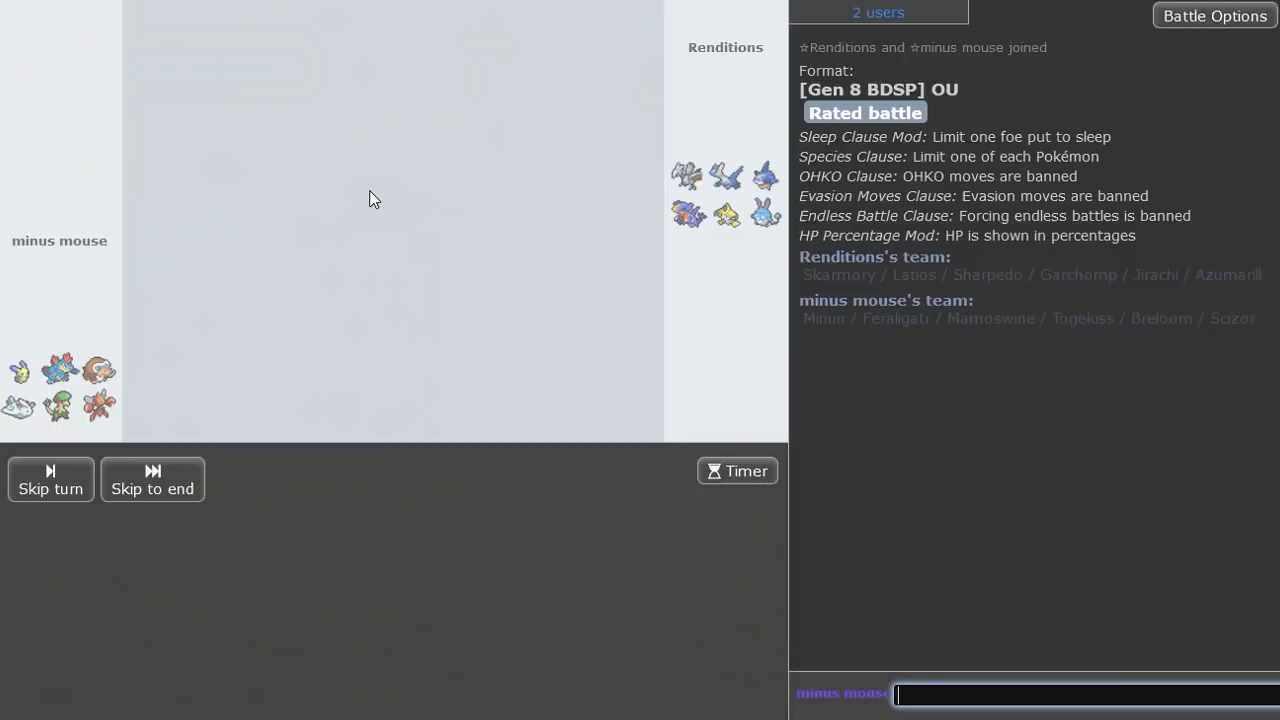 2 users
Battle Options
Renditions
☆Renditions and ☆minus mouse joined
Format:
[Gen 8 BDSP] OU
Rated battle
Sleep Clause Mod: Limit one foe put to sleep
Species Clause: Limit one of each Pokémon
OHKO Clause: OHKO moves are banned
Evasion Moves Clause: Evasion moves are banned
Endless Battle Clause: Forcing endless battles is banned
HP Percentage Mod: HP is shown in percentages
Renditions's team:
Skarmory / Latios / Sharpedo / Garchomp / Jirachi / Azumarill
minus mouse's team:
Minun / Feraligatr / Mamoswine / Togekiss / Breloom / Scizor
minus mouse
Skip turn
Skip to end
Timer
minus mouse